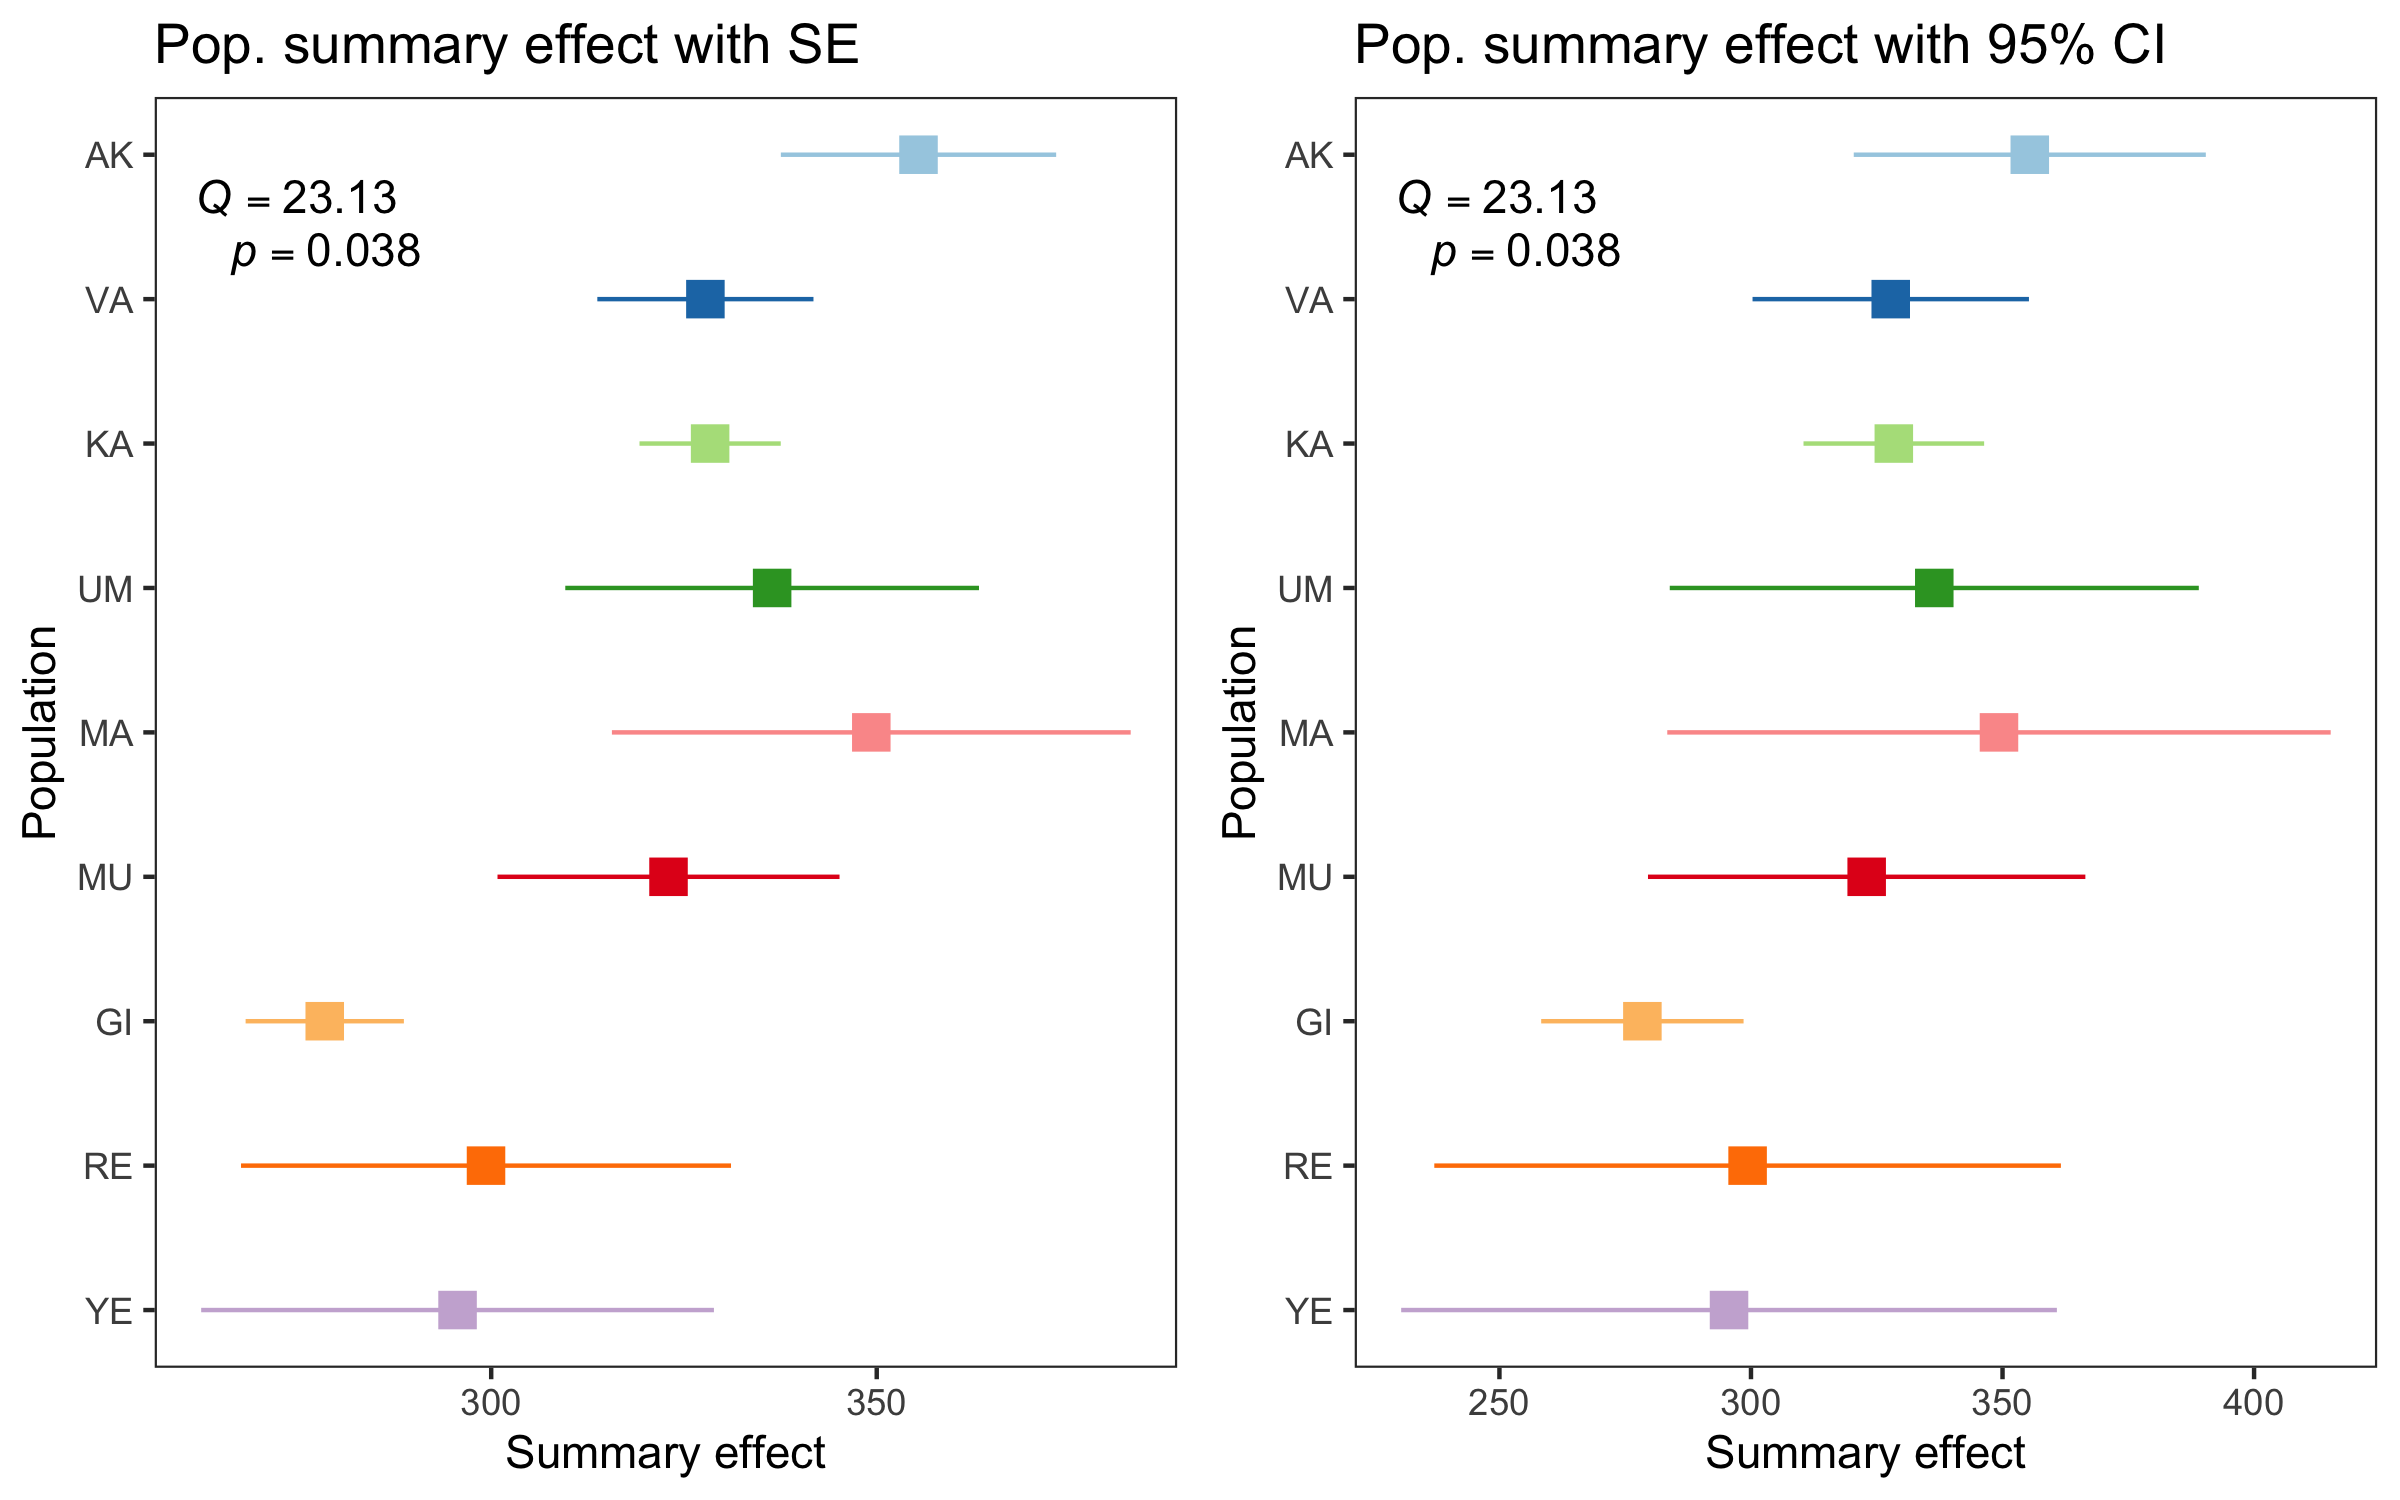 Pop. summary effect with SE
AK
Q = 23.13
p = 0.038
VA
KA
UM
MA
MU
GI
RE
YE
Population
300 350
Summary effect
Pop. summary effect with 95% CI
AK
Q = 23.13
p = 0.038
VA
KA
UM
MA
MU
GI
RE
YE
Population
250 300 350 400
Summary effect